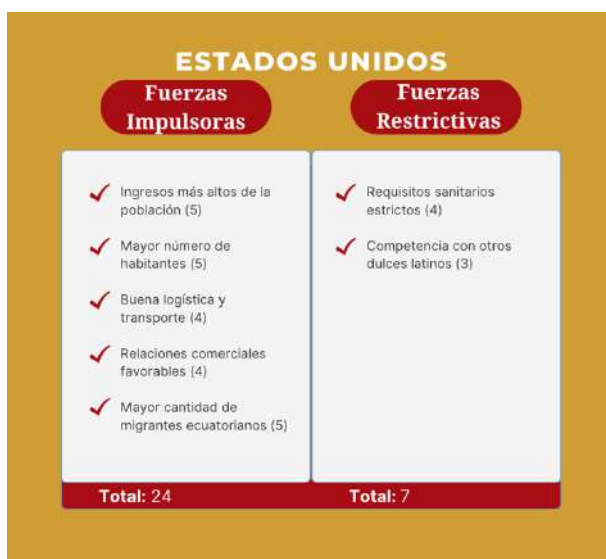 ESTADOS UNIDOS
Fuerzas
Impulsoras
Ingresos más altos de la
población (5)
Mayor número de
habitantes (5)
Buena logística y
transporte (4)
Relaciones comerciales
favorables (4)
Mayor cantidad de
migrantes ecuatorianos (5)
Total: 24
Fuerzas
Restrictivas
Requisitos sanitarios
estrictos (4)
Competencia con otros
dulces latinos (3)
Total: 7